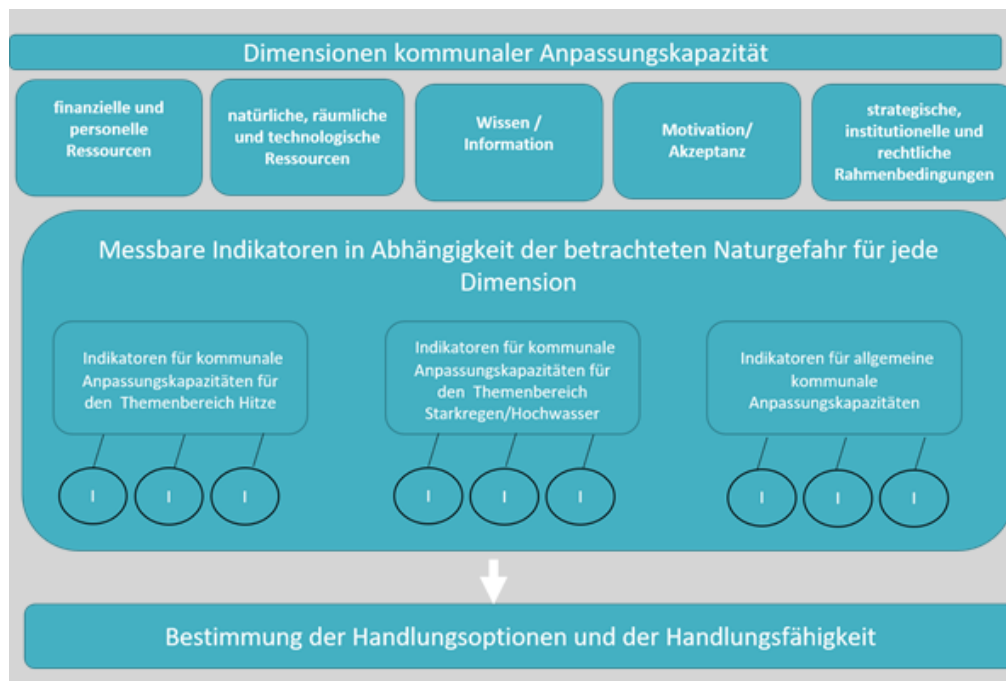 Dimensionen kommunaler Anpassungskapazität
finanzielle und
personelle
Ressourcen
natürliche, räumliche
und technologische
Ressourcen
Wissen /
Information
Motivation/
Akzeptanz
strategische,
institutionelle und
rechtliche
Rahmenbedingungen
Messbare Indikatoren in Abhängigkeit der betrachteten Naturgefahr für jede
Dimension
Indikatoren für kommunale
Anpassungskapazitäten für
den Themenbereich Hitze
Indikatoren für kommunale
Anpassungskapazitäten für
den Themenbereich
Starkregen/Hochwasser
Indikatoren für allgemeine
kommunale
Anpassungskapazitäten
I I I
I I I
I I I
Bestimmung der Handlungsoptionen und der Handlungsfähigkeit